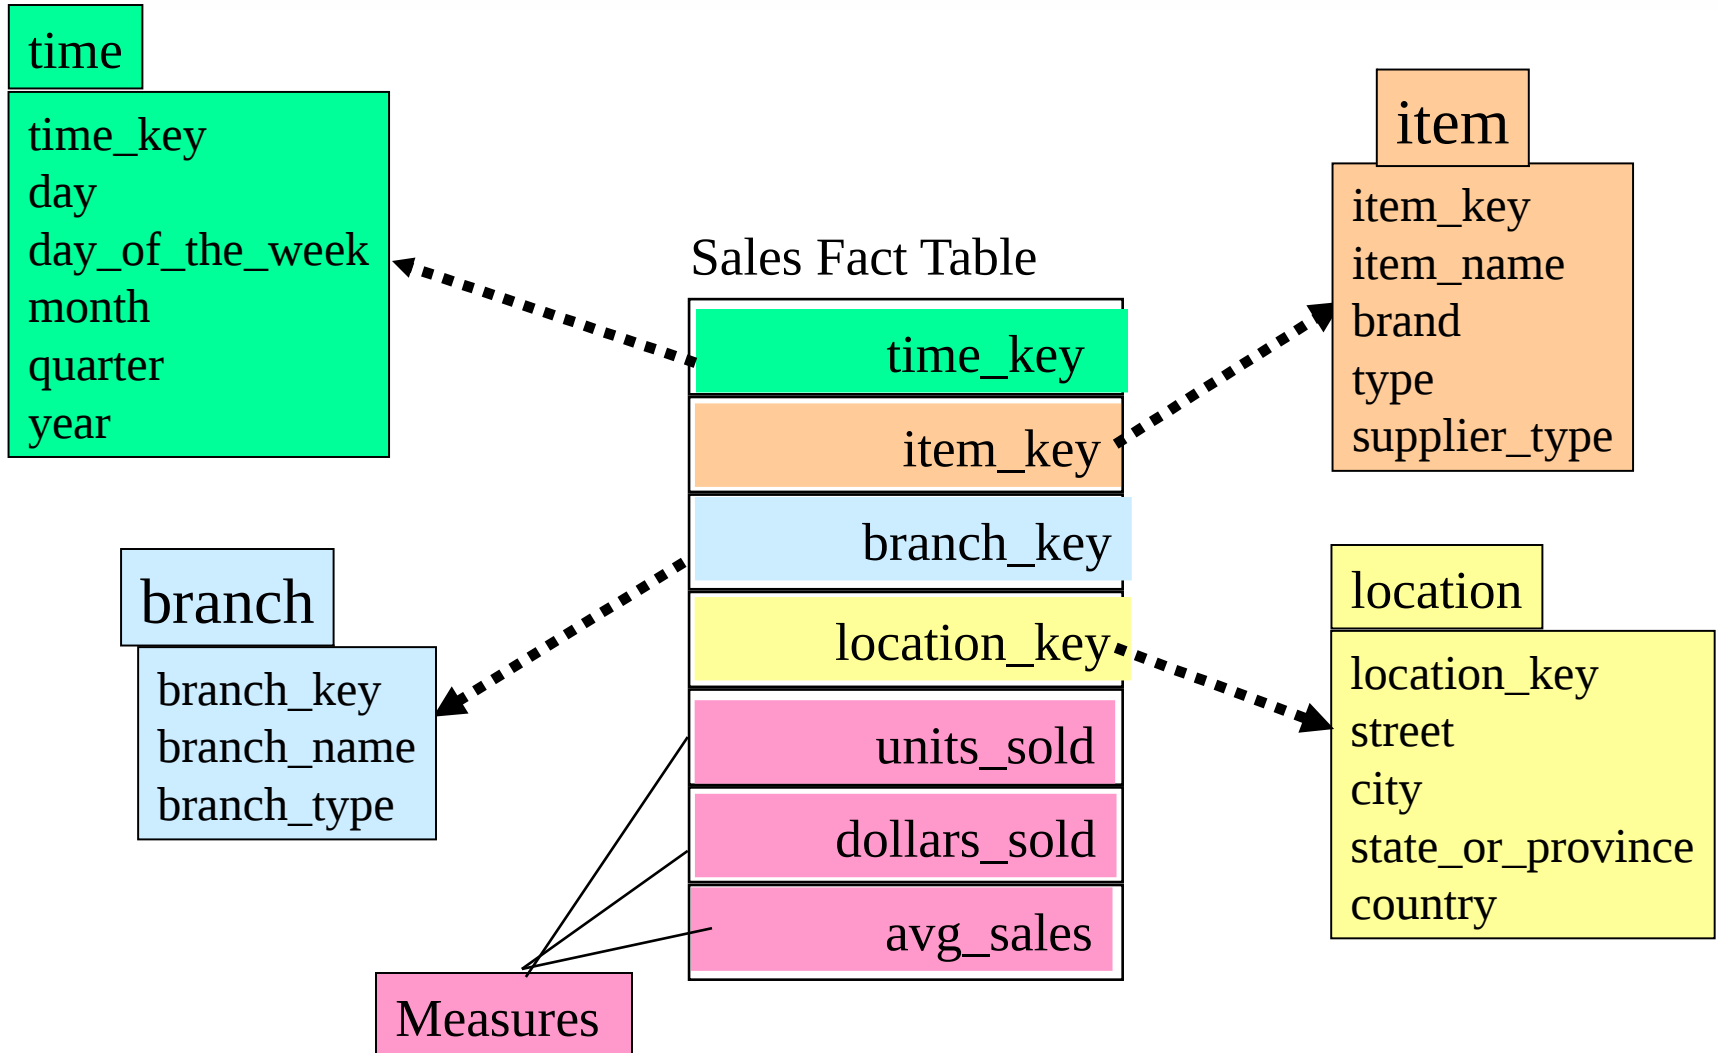 time
time_key
day
day_of_the_week
month
quarter
year
item
item_key
item_name
brand
type
supplier_type
Sales Fact Table
time_key
item_key
branch_key
location_key
units_sold
dollars_sold
avg_sales
branch
branch_key
branch_name
branch_type
location
location_key
street
city
state_or_province
country
Measures